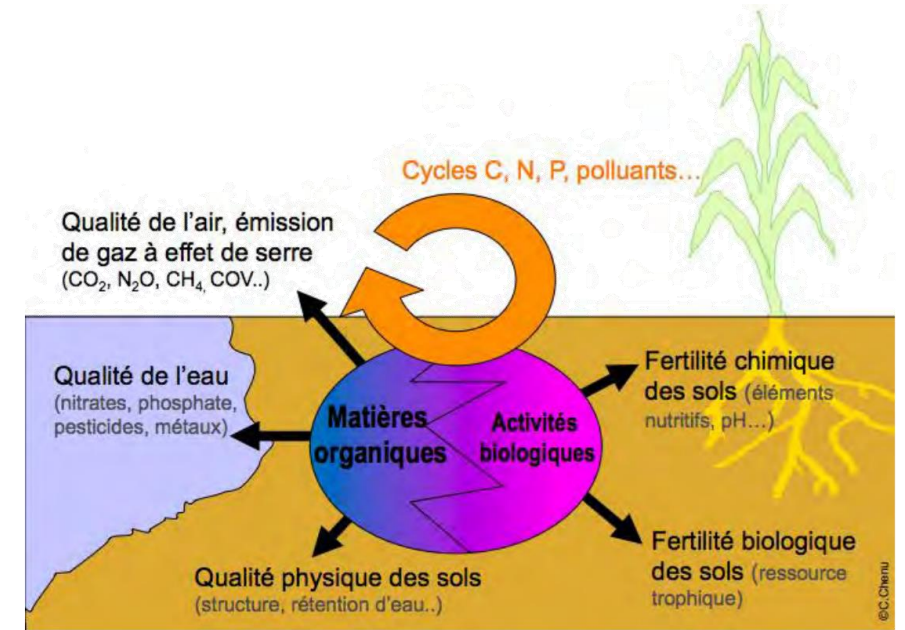 Cycles C, N, P, polluants...
Qualité de l'air, émission
de gaz à effet de serre
(CO₂, N₂O, CH₄, COV..)
Qualité de l'eau
(nitrates, phosphate,
pesticides, métaux)
Matières
organiques
Activités
biologiques
Fertilité chimique
des sols (éléments
nutritifs, pH...)
Qualité physique des sols
(structure, rétention d'eau..)
Fertilité biologique
des sols (ressource
trophique)
©C.Chenu